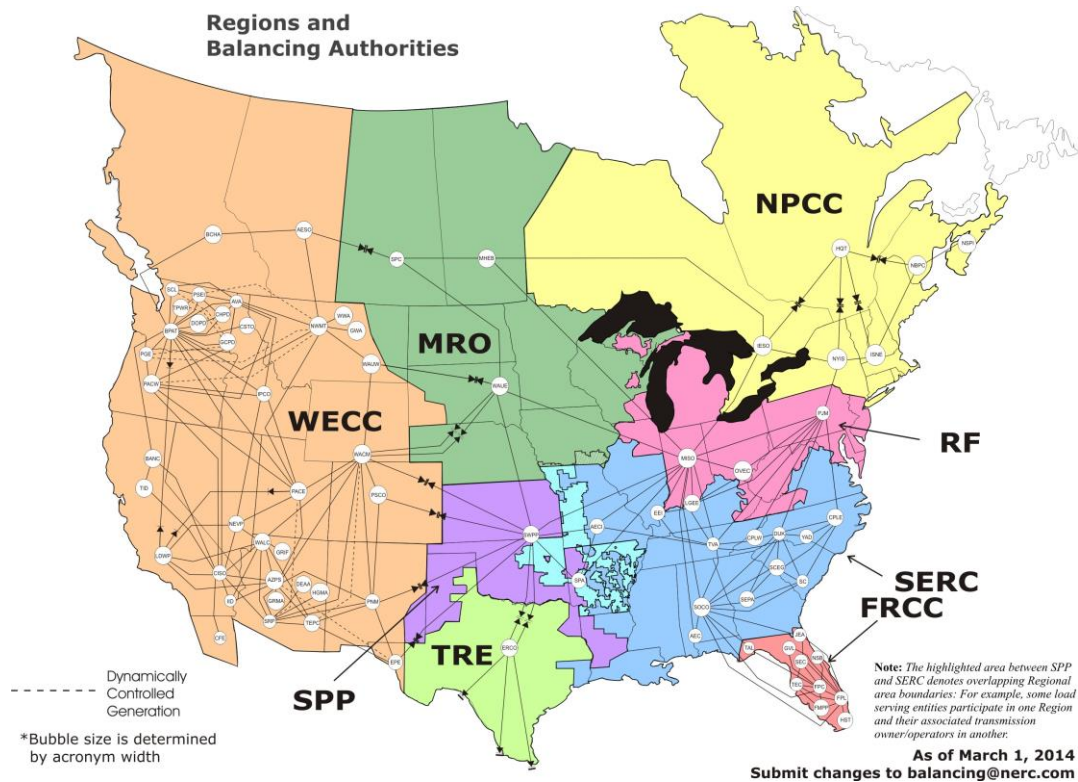 Regions and
Balancing Authorities
NPCC
HQT
NSPI
NBPC
BCHA
AESO
SPC
MHEB
SCL
PSEI
AVA
TPWR
CHPD
DOPD
CSTO
BPAT
GCPD
NWMT
WWA
GWA
IESO
NYIS
ISNE
PGE
PACW
MRO
WAUW
WAUE
IPCO
WECC
PJM
RF
BANC
WACM
MISO
OVEC
TID
PACE
PSCO
LGEE
EEI
AECI
CPLE
NEVP
SWPP
TVA
CPLW
DUK
YAD
WALC
GRIF
LDWP
CISO
AZPS
DEAA
HGMA
SPA
SCEG
SC
SERC
IID
GRMA
PNM
SOCO
SEPA
FRCC
SRP
TEPC
CFE
AEC
JEA
TRE
ERCO
TAL
GVL
NSB
SEC
EPE
SPP
TEC
FPC
FPL
FMPP
HST
Dynamically
Controlled
Generation
*Bubble size is determined
by acronym width
Note: The highlighted area between SPP
and SERC denotes overlapping Regional
area boundaries: For example, some load
serving entities participate in one Region
and their associated transmission
owner/operators in another.
As of March 1, 2014
Submit changes to balancing@nerc.com